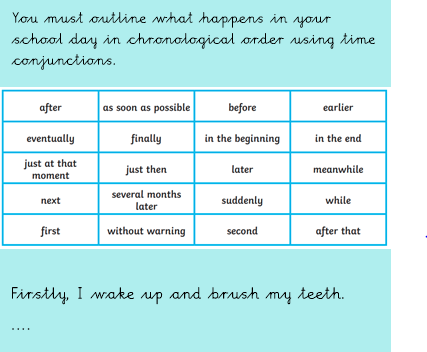 You must outline what happens in your
school day in chronological order using time
conjunctions.
after as soon as possible before earlier
eventually finally in the beginning in the end
just at that moment just then later meanwhile
next several months later suddenly while
first without warning second after that
Firstly, I wake up and brush my teeth.
....